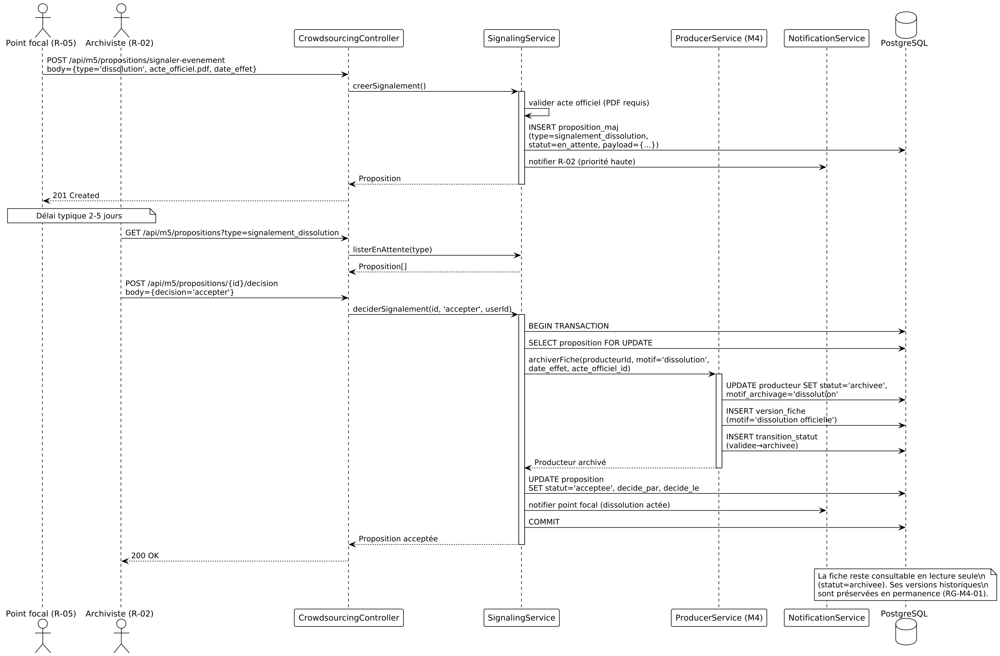 Point focal (R-05)
Archiviste (R-02)
CrowdsourcingController
SignalingService
ProducerService (M4)
NotificationService
PostgreSQL
POST /api/m5/propositions/signaler-evenement
body={type='dissolution', acte_officiel.pdf, date_effet}
creerSignalement()
valider acte officiel (PDF requis)
INSERT proposition_maj
(type=signalement_dissolution,
statut=en_attente, payload={...})
notifier R-02 (priorité haute)
Proposition
201 Created
Délai typique 2-5 jours
GET /api/m5/propositions?type=signalement_dissolution
listerEnAttente(type)
Proposition[]
POST /api/m5/propositions/{id}/decision
body={decision='accepter'}
deciderSignalement(id, 'accepter', userId)
BEGIN TRANSACTION
SELECT proposition FOR UPDATE
archiverFiche(producteurId, motif='dissolution',
date_effet, acte_officiel_id)
UPDATE producteur SET statut='archivee',
motif_archivage='dissolution'
INSERT version_fiche
(motif='dissolution officielle')
INSERT transition_statut
(validee→archivee)
Producteur archivé
UPDATE proposition
SET statut='acceptee', decide_par, decide_le
notifier point focal (dissolution actée)
COMMIT
Proposition acceptée
200 OK
La fiche reste consultable en lecture seule\n
(statut=archivee). Ses versions historiques\n
sont préservées en permanence (RG-M4-01).
Point focal (R-05)
Archiviste (R-02)
CrowdsourcingController
SignalingService
ProducerService (M4)
NotificationService
PostgreSQL